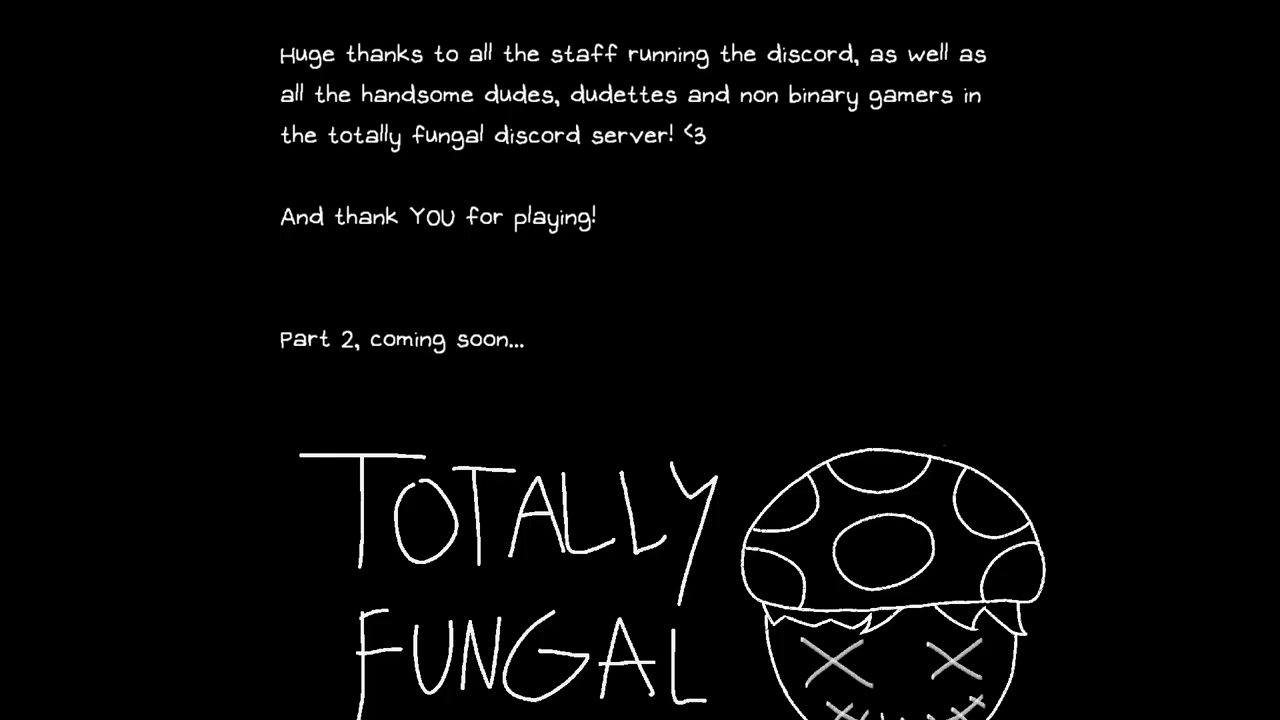 Huge thanks to all the staff running the discord, as well as
all the handsome dudes, dudettes and non binary gamers in
the totally fungal discord server! <3
And thank YOU for playing!
Part 2, coming soon...
TOTALLY
FUNGAL